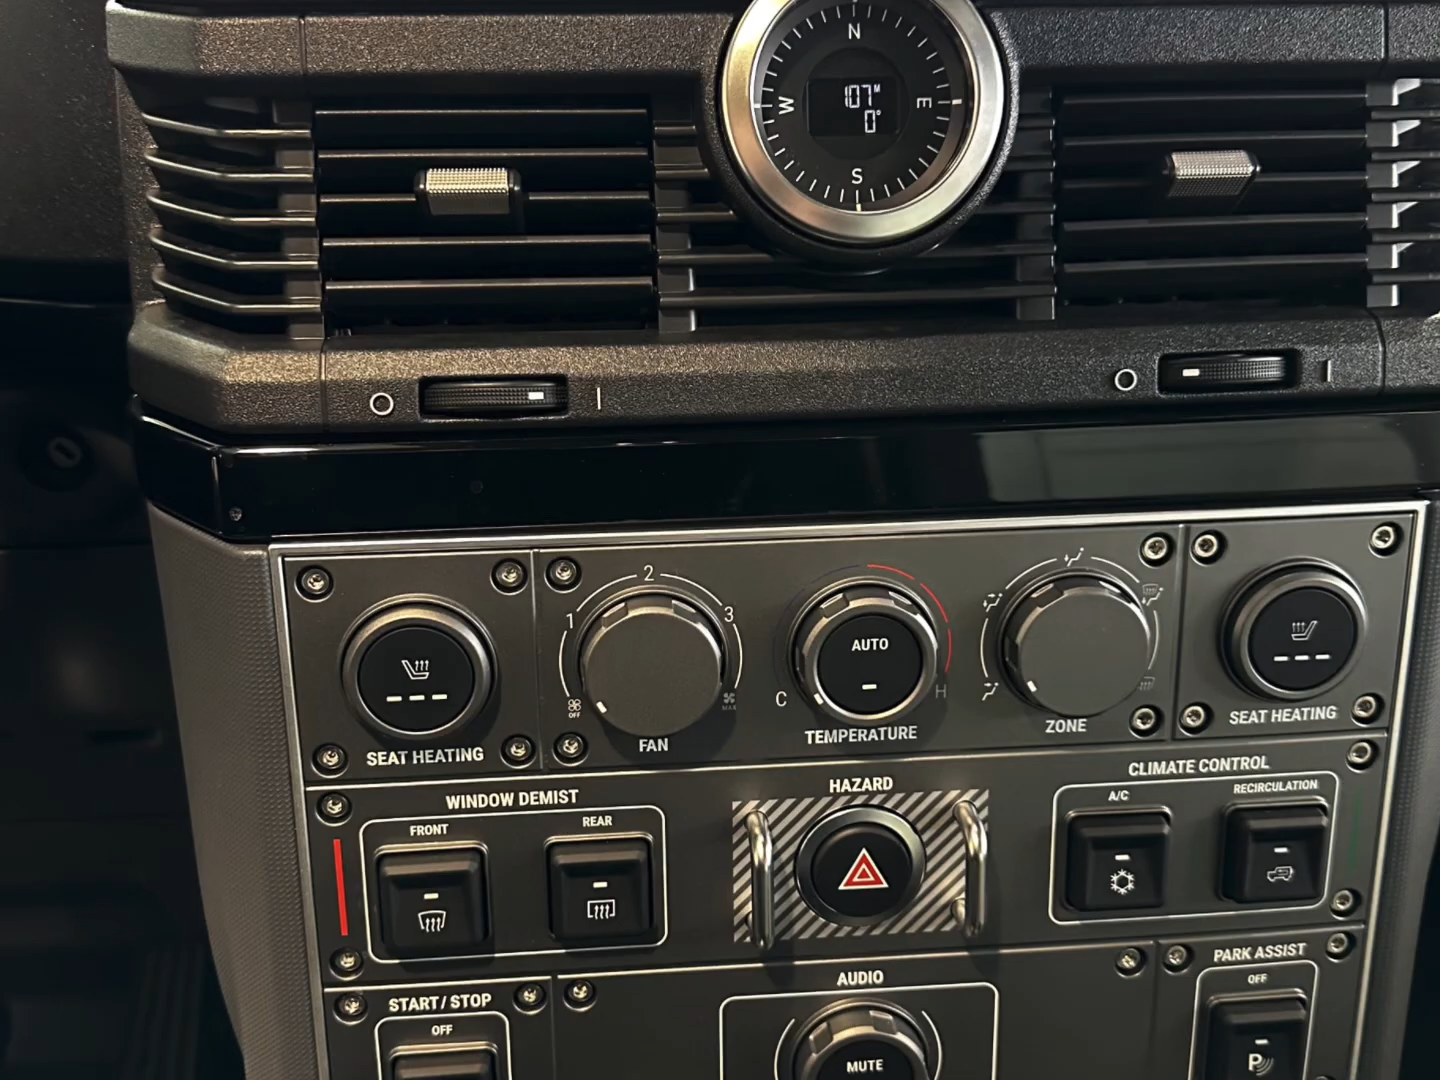 N
W
107M
E
0°
S
1
2
3
OFF
MAX
AUTO
C
H
SEAT HEATING
FAN
TEMPERATURE
ZONE
SEAT HEATING
WINDOW DEMIST
FRONT
REAR
HAZARD
CLIMATE CONTROL
A/C
RECIRCULATION
START / STOP
OFF
AUDIO
MUTE
PARK ASSIST
OFF
P